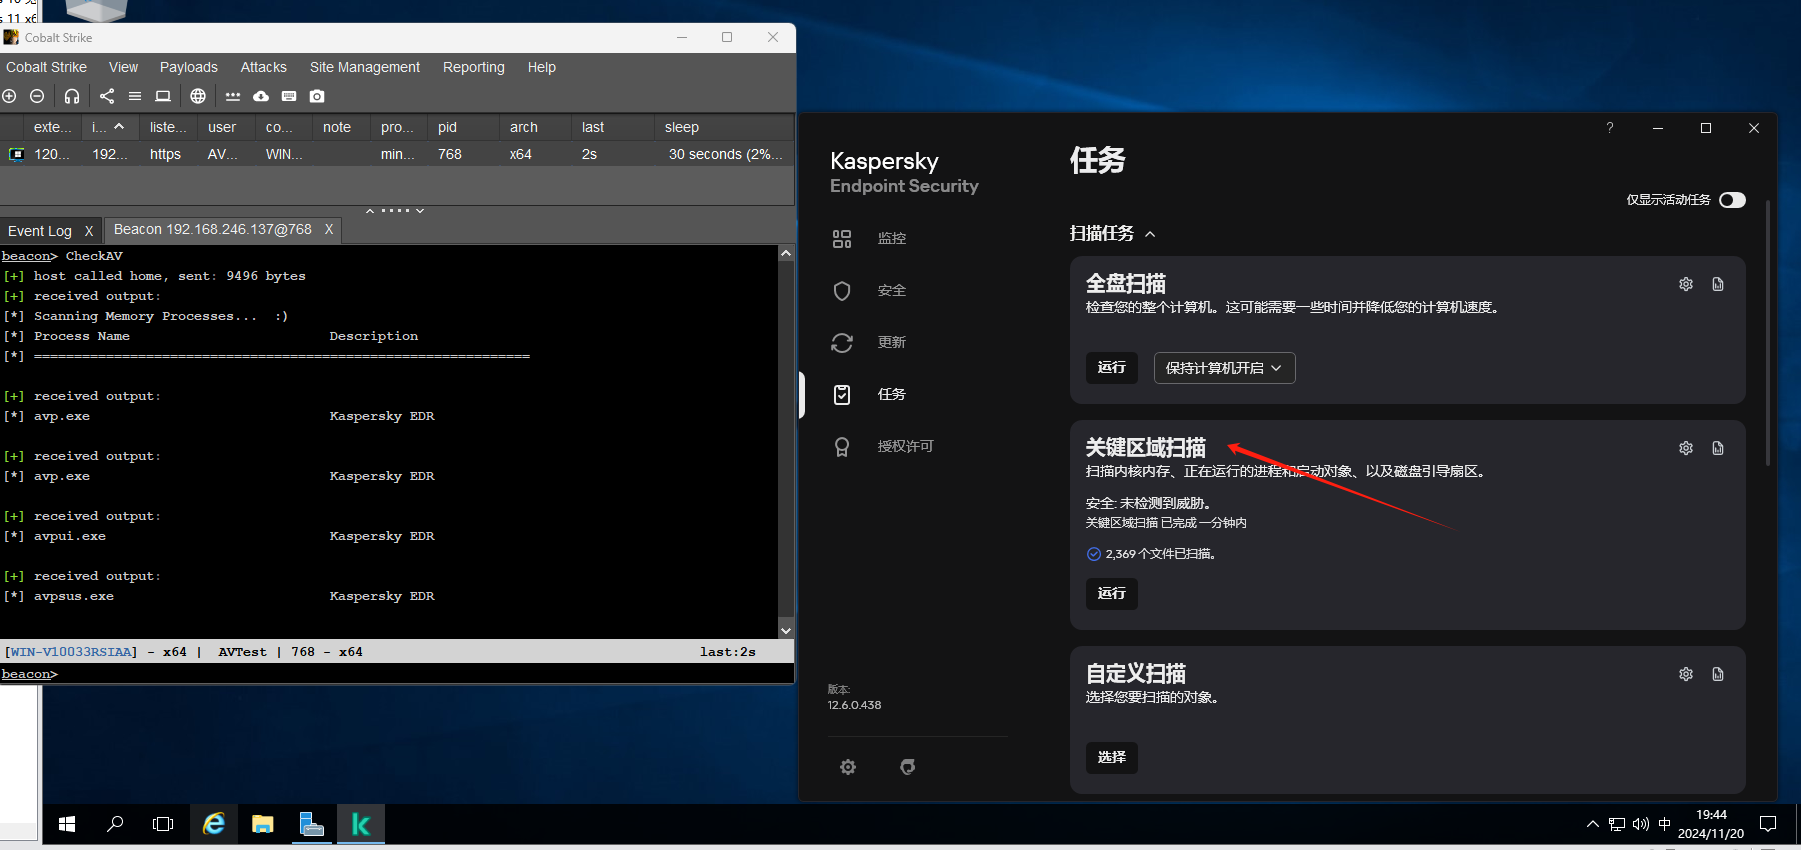 Cobalt Strike
Cobalt Strike View Payloads Attacks Site Management Reporting Help
exte... i... liste... user co... note pro... pid arch last sleep
120... 192... https AV... WIN... min... 768 x64 2s 30 seconds (2%...
Event Log X Beacon 192.168.246.137@768 X
beacon> CheckAV
[+] host called home, sent: 9496 bytes
[+] received output:
[*] Scanning Memory Processes... :)
[*] Process Name Description
[*] ==============================================================
[+] received output:
[*] avp.exe Kaspersky EDR
[+] received output:
[*] avp.exe Kaspersky EDR
[+] received output:
[*] avpui.exe Kaspersky EDR
[+] received output:
[*] avpsus.exe Kaspersky EDR
[WIN-V10033RSIAA] - x64 | AVTest | 768 - x64 last:2s
beacon>
Kaspersky
Endpoint Security
监控
安全
更新
任务
授权许可
版本:
12.6.0.438
?
任务
仅显示活动任务
扫描任务
全盘扫描
检查您的整个计算机。这可能需要一些时间并降低您的计算机速度。
运行 保持计算机开启
关键区域扫描
扫描内核内存、正在运行的进程和启动对象、以及磁盘引导扇区。
安全: 未检测到威胁。
关键区域扫描 已完成 一分钟内
2,369 个文件已扫描。
运行
自定义扫描
选择您要扫描的对象。
选择
中
19:44
2024/11/20